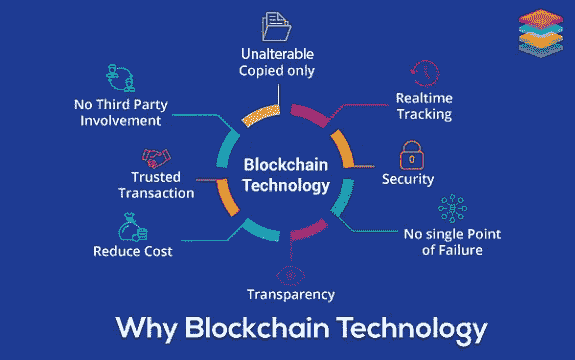 Unalterable
Copied only
No Third Party
Involvement
Realtime
Tracking
Trusted
Transaction
Blockchain
Technology
Security
Reduce Cost
No single Point
of Failure
Transparency
Why Blockchain Technology